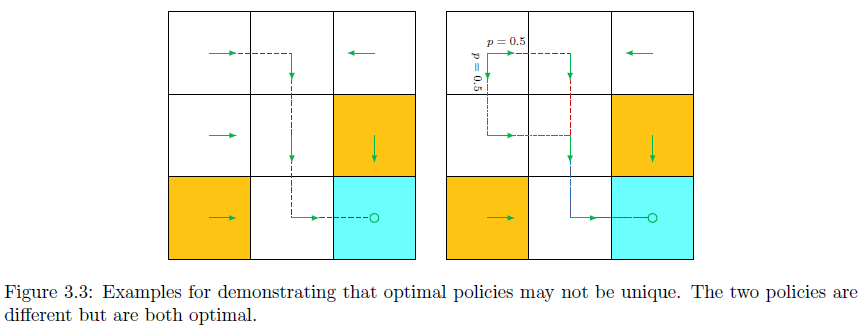 p = 0.5
p = 0.5
Figure 3.3: Examples for demonstrating that optimal policies may not be unique. The two policies are
different but are both optimal.